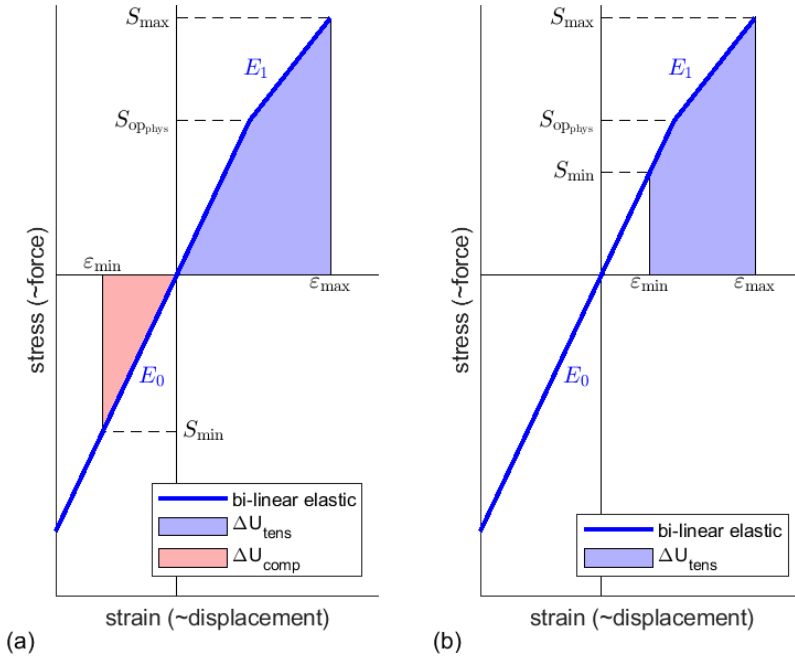 S_max
E_1
S_op_phys
ε_min
ε_max
stress (~force)
E_0
S_min
bi-linear elastic
ΔU_tens
ΔU_comp
strain (~displacement)
(a)
S_max
E_1
S_op_phys
S_min
ε_min
ε_max
stress (~force)
E_0
bi-linear elastic
ΔU_tens
strain (~displacement)
(b)